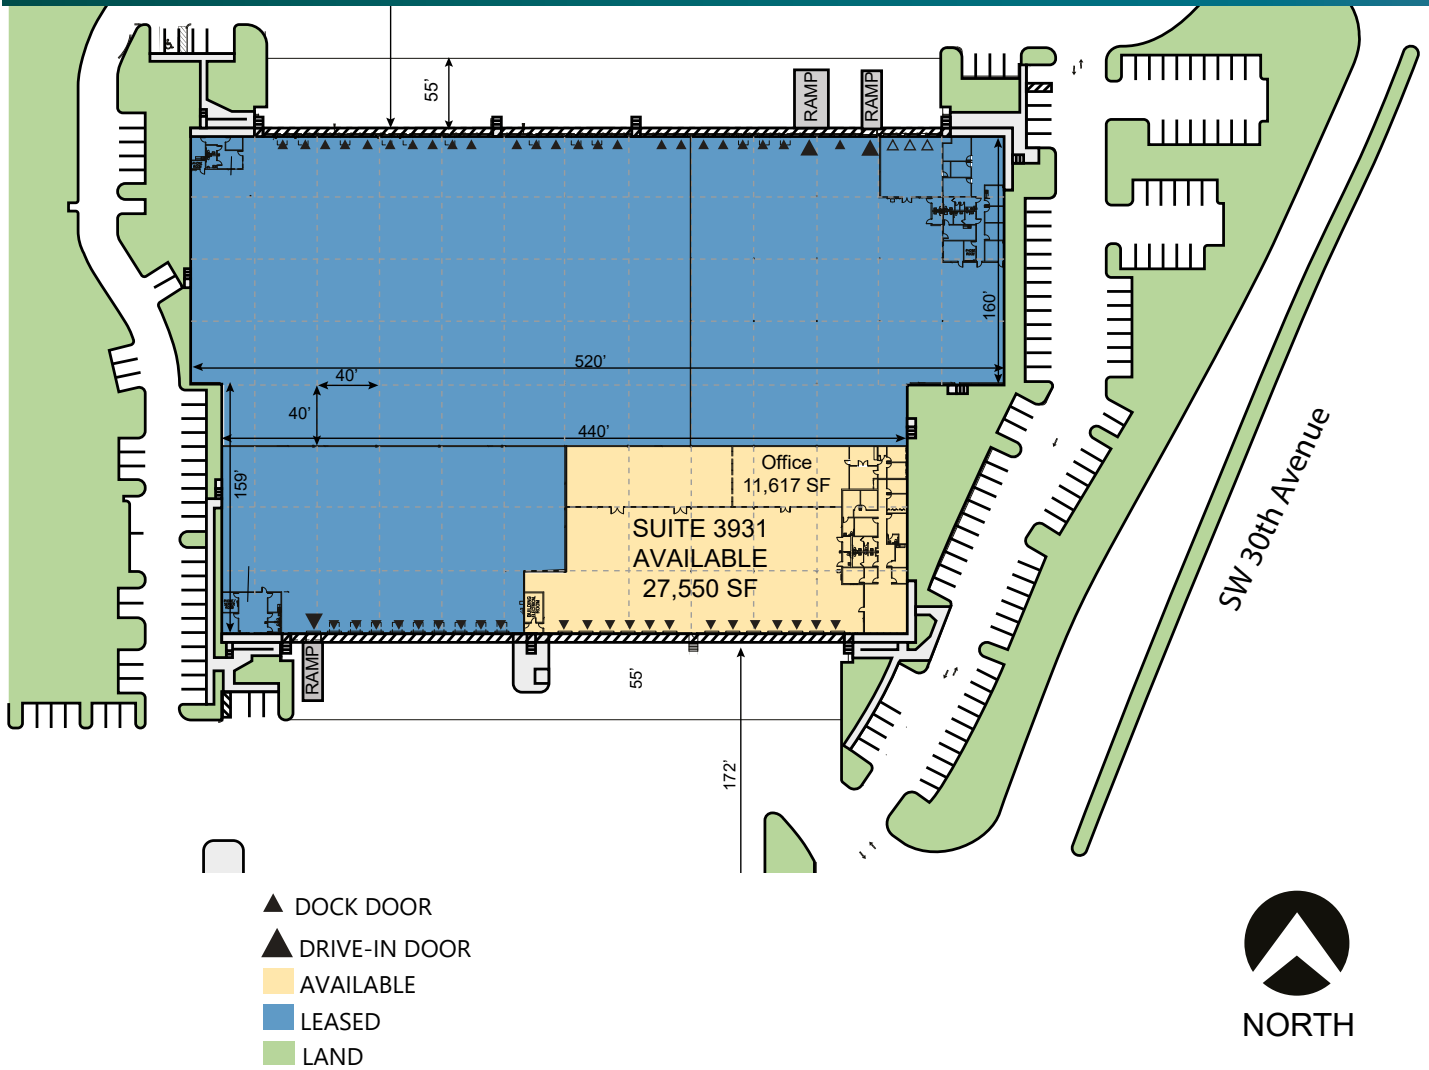 55'
RAMP
RAMP
160'
520'
40'
40'
440'
159'
Office
11,617 SF
SUITE 3931
AVAILABLE
27,550 SF
RAMP
55'
172'
SW 30th Avenue
DOCK DOOR
DRIVE-IN DOOR
AVAILABLE
LEASED
LAND
NORTH